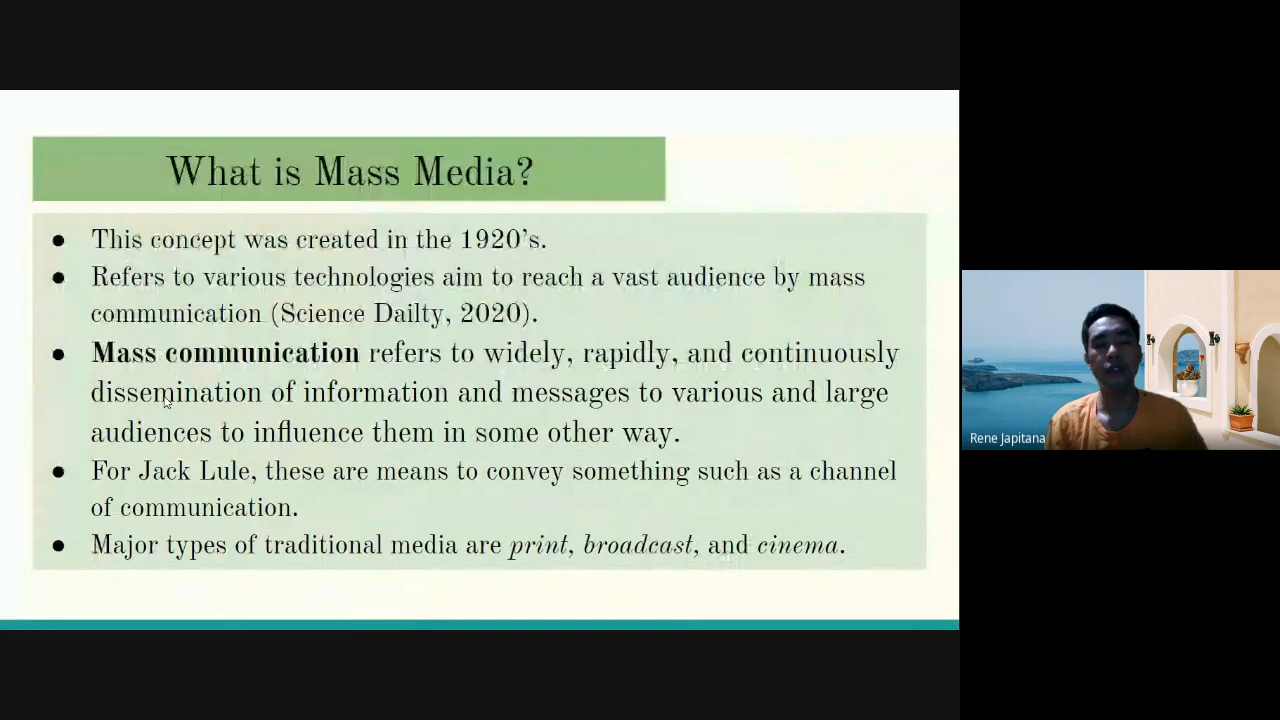 What is Mass Media?
● This concept was created in the 1920's.
● Refers to various technologies aim to reach a vast audience by mass
communication (Science Dailty, 2020).
● Mass communication refers to widely, rapidly, and continuously
dissemination of information and messages to various and large
audiences to influence them in some other way.
● For Jack Lule, these are means to convey something such as a channel
of communication.
● Major types of traditional media are print, broadcast, and cinema.
Rene Japitana